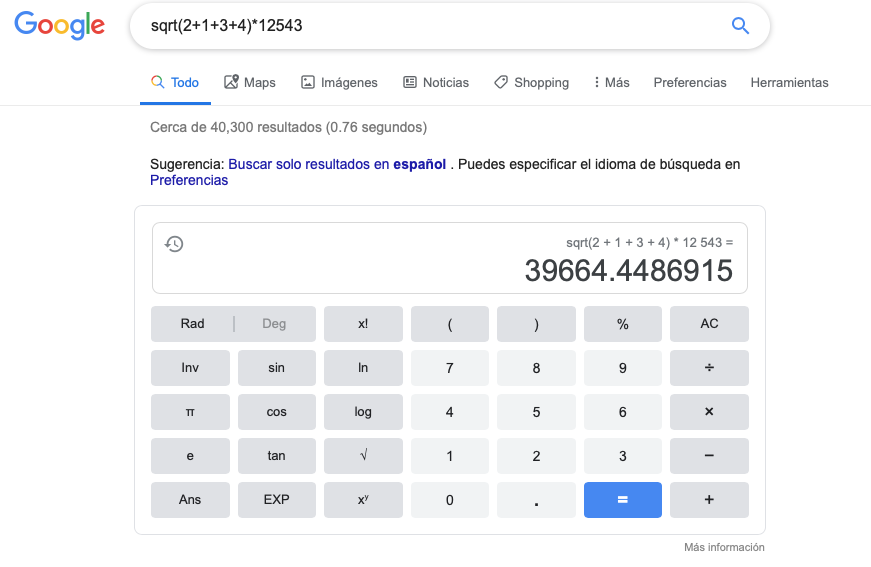 Google
sqrt(2+1+3+4)*12543
Todo Maps Imágenes Noticias Shopping Más Preferencias Herramientas
Cerca de 40,300 resultados (0.76 segundos)
Sugerencia: Buscar solo resultados en español . Puedes especificar el idioma de búsqueda en
Preferencias
sqrt(2 + 1 + 3 + 4) * 12 543 =
39664.4486915
Rad | Deg x! ( ) % AC
Inv sin ln 7 8 9 ÷
π cos log 4 5 6 ×
e tan √ 1 2 3 −
Ans EXP xʸ 0 . = +
Más información